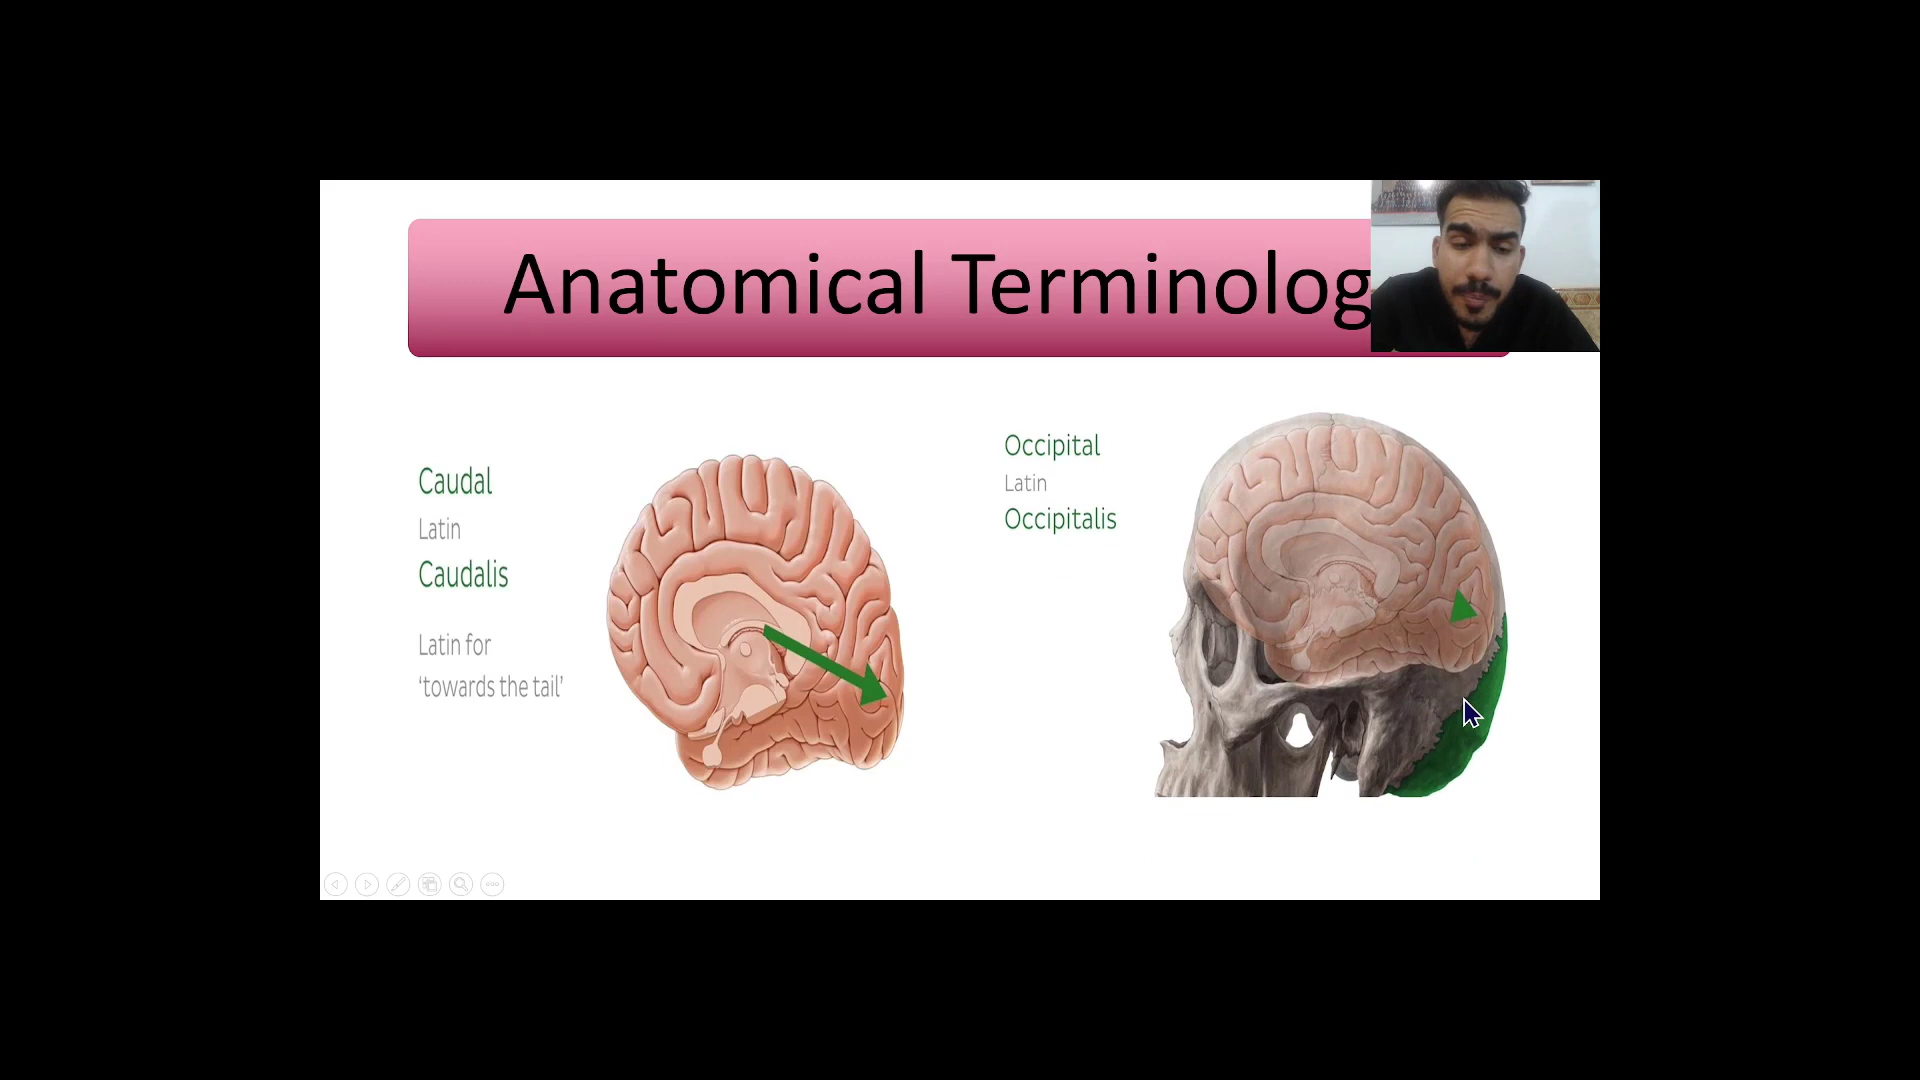 Anatomical Terminolog
Caudal
Latin
Caudalis
Latin for
‘towards the tail’
Occipital
Latin
Occipitalis